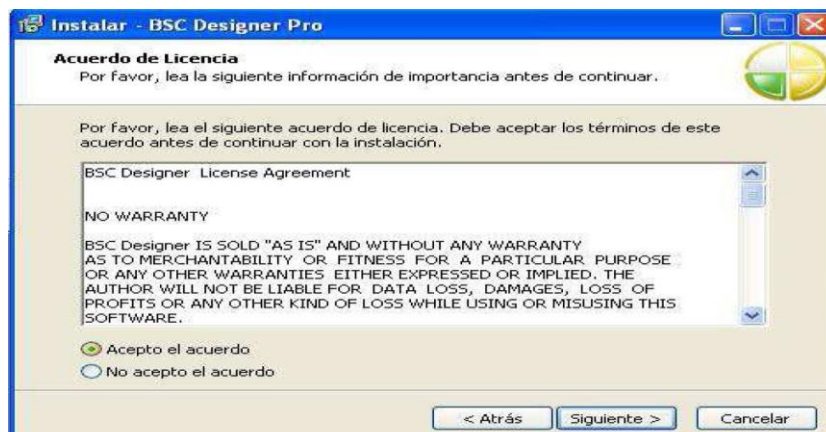 Instalar - BSC Designer Pro
Acuerdo de Licencia
Por favor, lea la siguiente información de importancia antes de continuar.
Por favor, lea el siguiente acuerdo de licencia. Debe aceptar los términos de este
acuerdo antes de continuar con la instalación.
BSC Designer License Agreement
NO WARRANTY
BSC Designer IS SOLD "AS IS" AND WITHOUT ANY WARRANTY
AS TO MERCHANTABILITY OR FITNESS FOR A PARTICULAR PURPOSE
OR ANY OTHER WARRANTIES EITHER EXPRESSED OR IMPLIED. THE
AUTHOR WILL NOT BE LIABLE FOR DATA LOSS, DAMAGES, LOSS OF
PROFITS OR ANY OTHER KIND OF LOSS WHILE USING OR MISUSING THIS
SOFTWARE.
Acepto el acuerdo
No acepto el acuerdo
< Atrás Siguiente > Cancelar